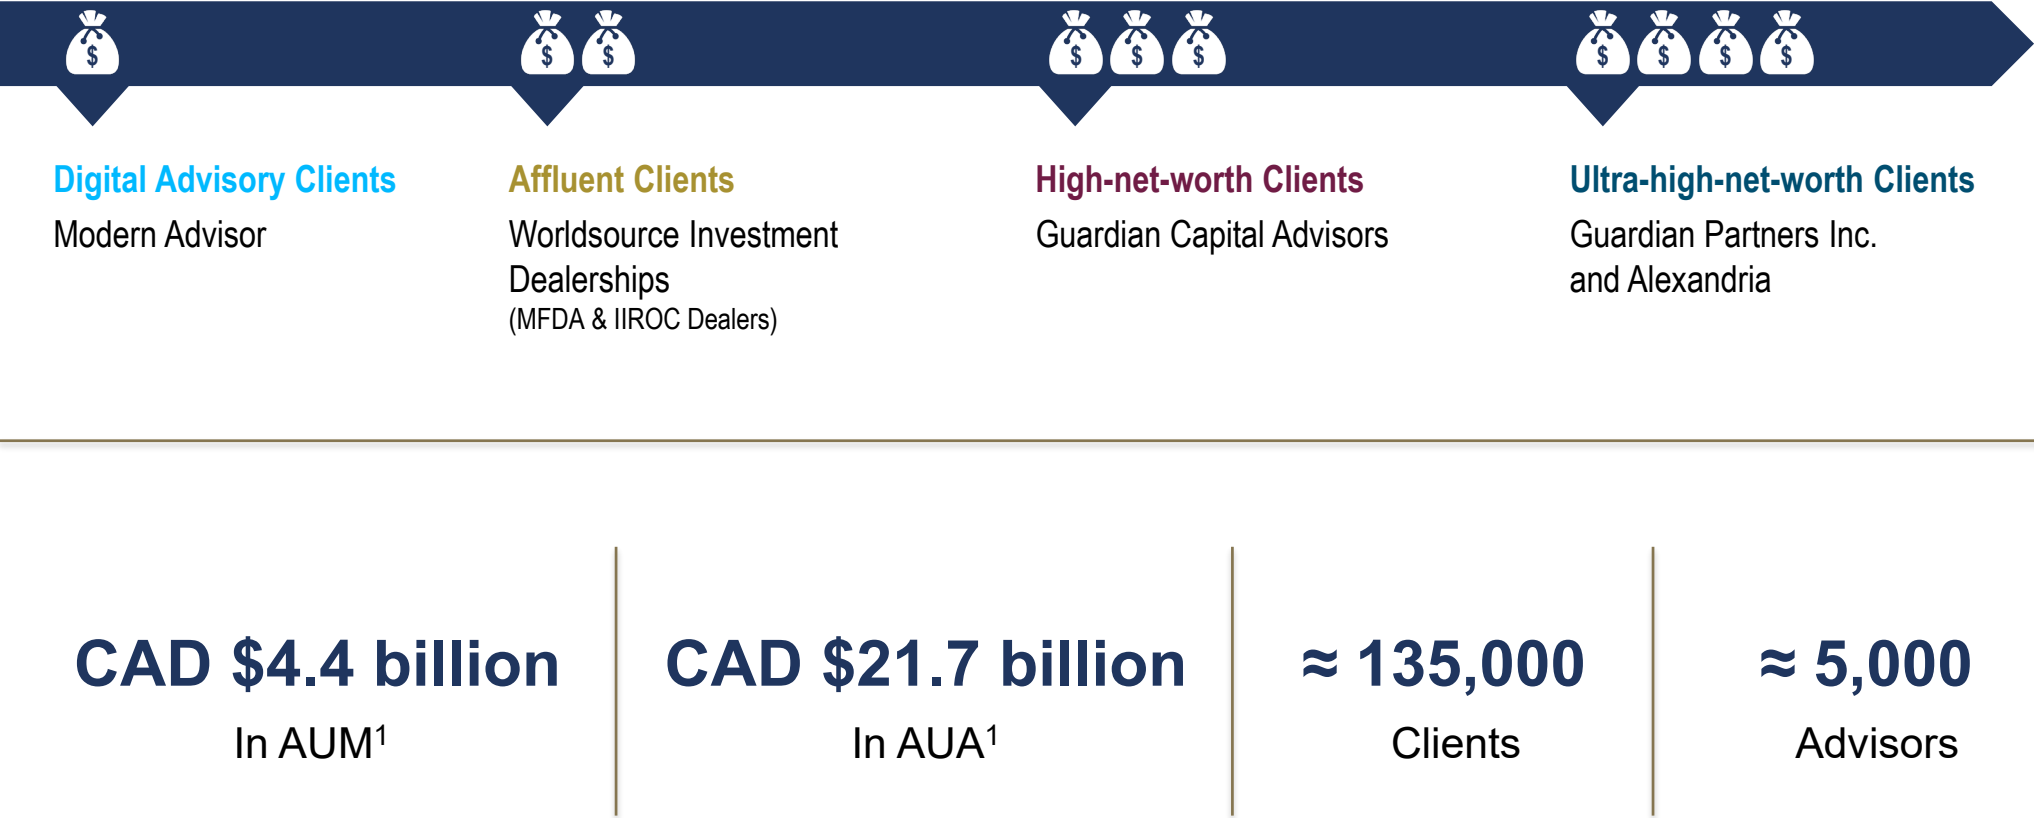 $ $ $ $ $ $ $ $ $ $
Digital Advisory Clients
Modern Advisor
Affluent Clients
Worldsource Investment
Dealerships
(MFDA & IIROC Dealers)
High-net-worth Clients
Guardian Capital Advisors
Ultra-high-net-worth Clients
Guardian Partners Inc.
and Alexandria
CAD $4.4 billion
In AUM¹
CAD $21.7 billion
In AUA¹
≈ 135,000
Clients
≈ 5,000
Advisors